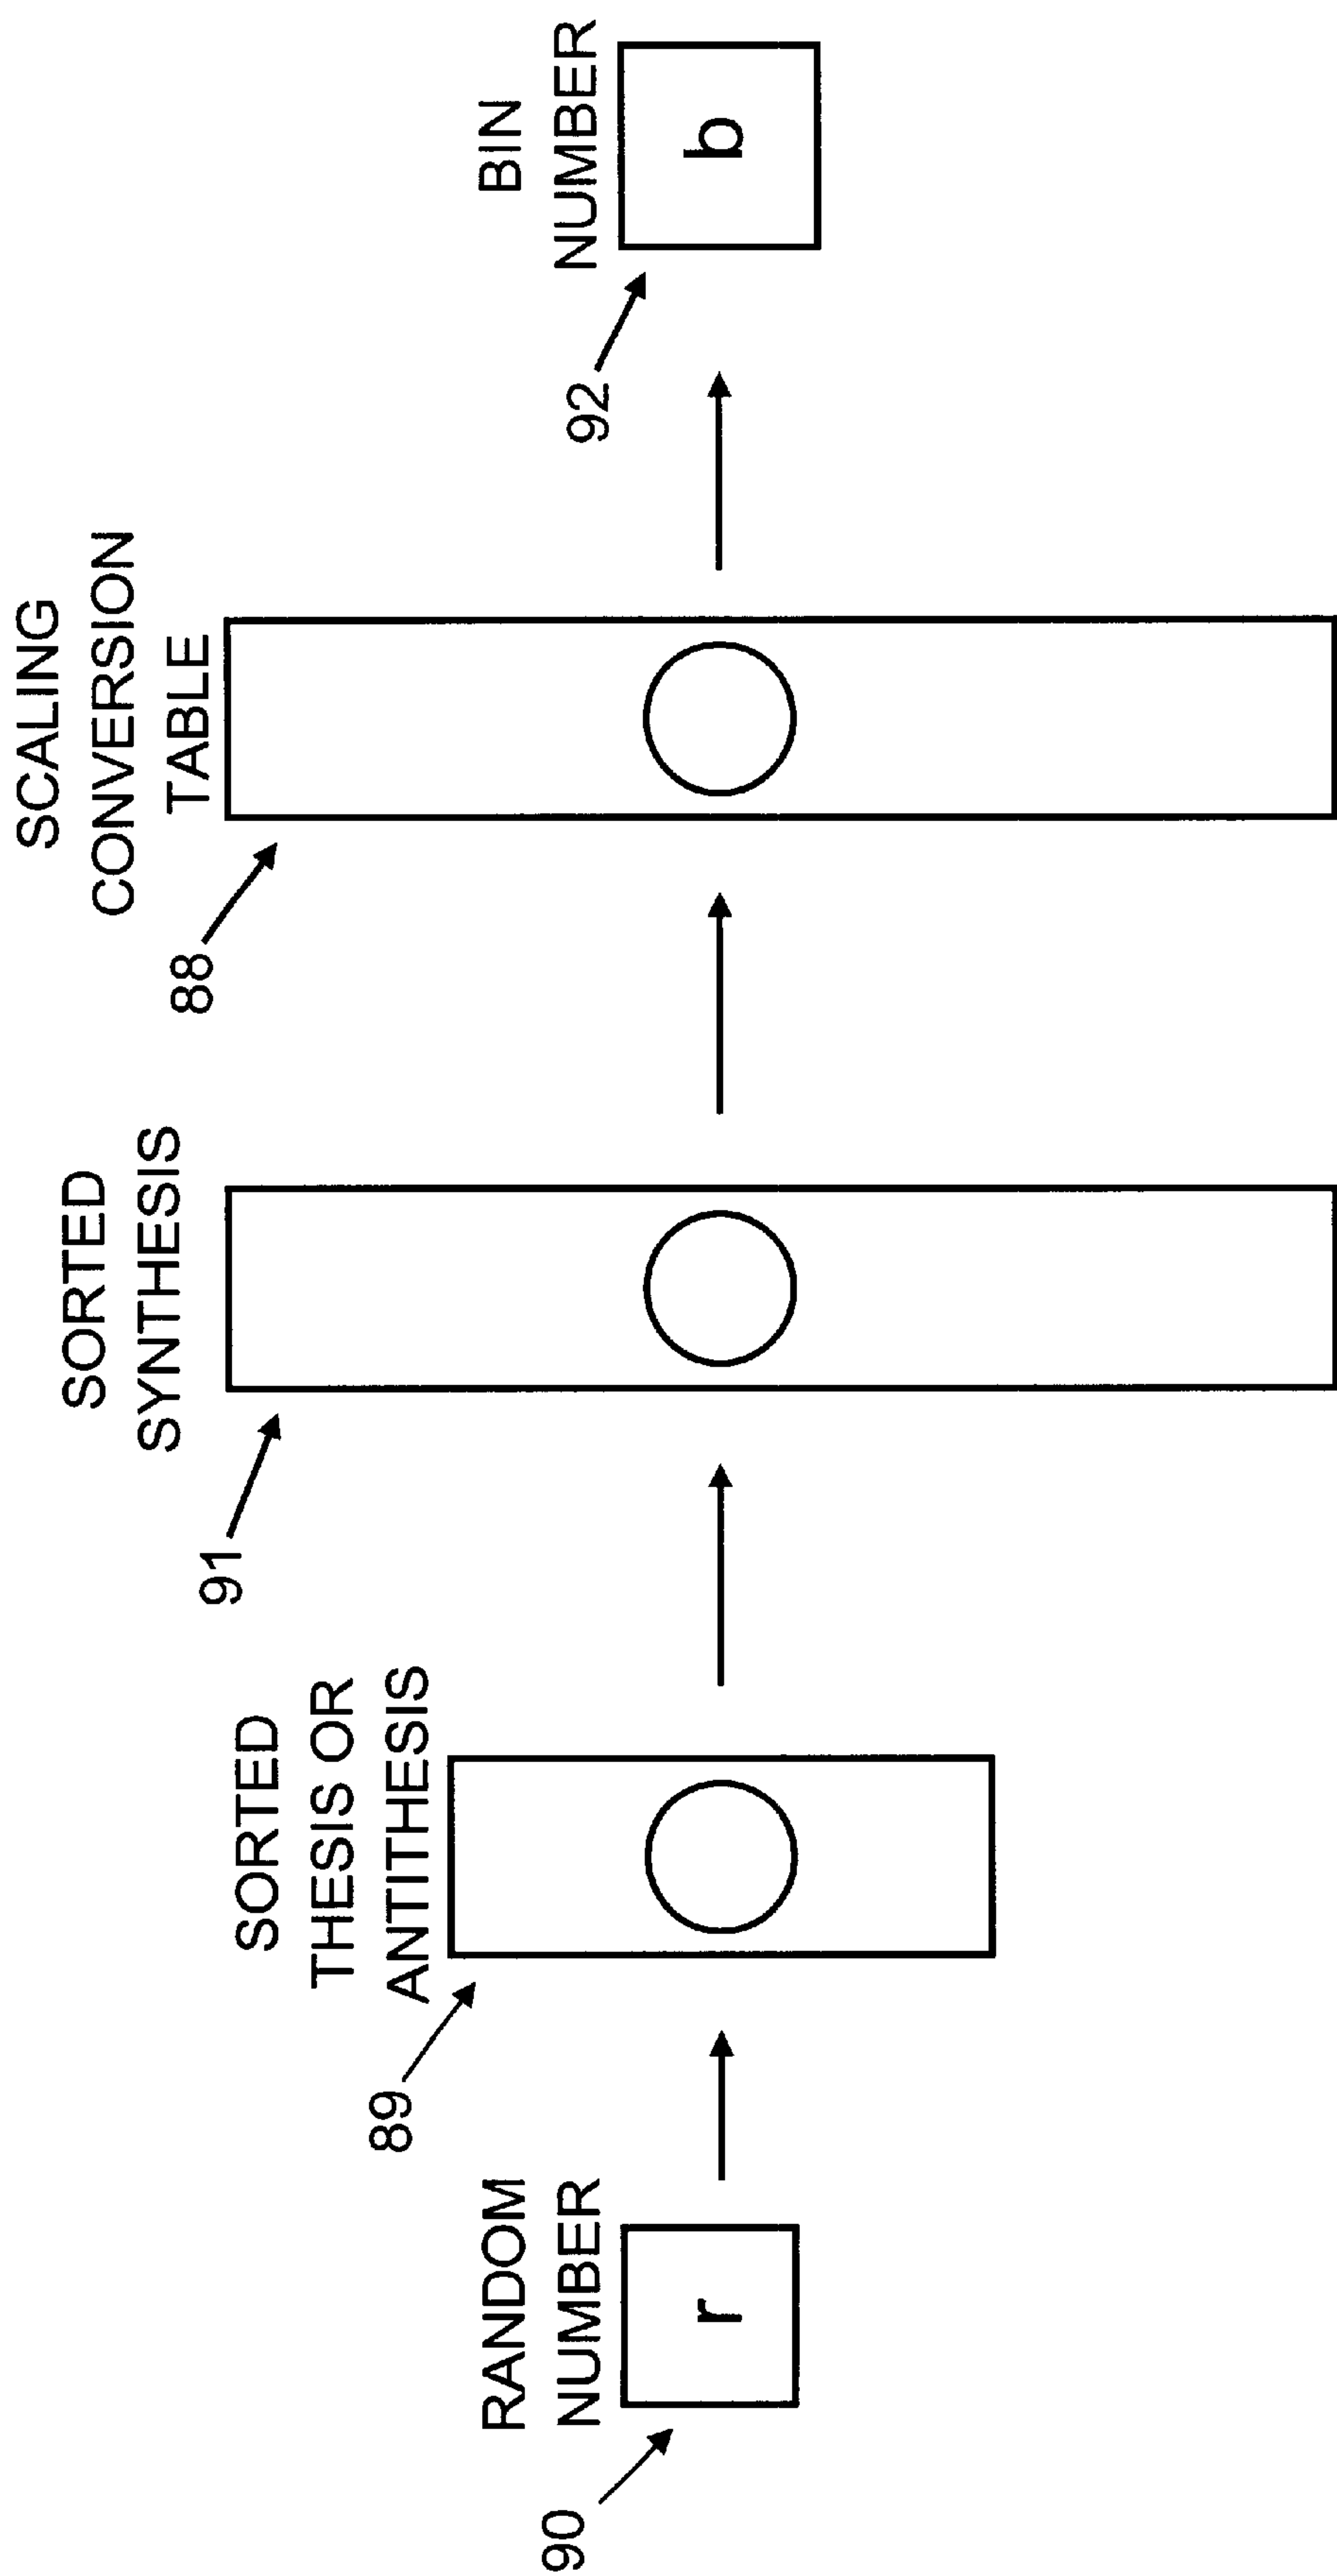 RANDOM
NUMBER
90
r
SORTED
THESIS OR
ANTITHESIS
89
SORTED
SYNTHESIS
91
SCALING
CONVERSION
TABLE
88
BIN
NUMBER
92
b